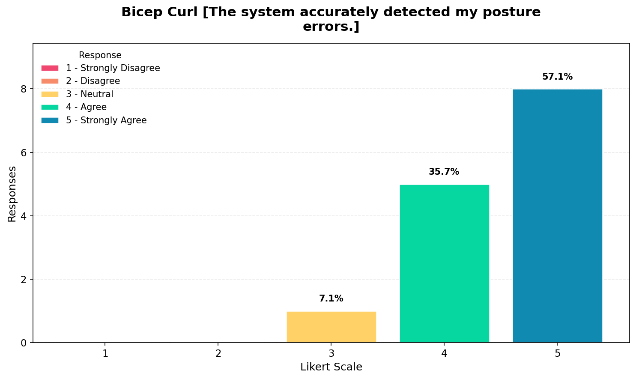 Bicep Curl [The system accurately detected my posture
errors.]
Response
1 - Strongly Disagree
2 - Disagree
3 - Neutral
4 - Agree
5 - Strongly Agree
57.1%
35.7%
7.1%
8
6
4
2
0
Responses
1 2 3 4 5
Likert Scale